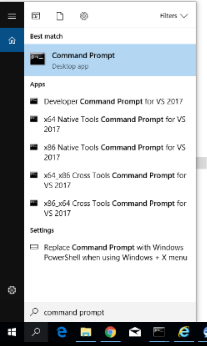 Filters
Best match
Command Prompt
Desktop app
Apps
Developer Command Prompt for VS 2017
x64 Native Tools Command Prompt for VS
2017
x86 Native Tools Command Prompt for VS
2017
x64_x86 Cross Tools Command Prompt for
VS 2017
x86_x64 Cross Tools Command Prompt for
VS 2017
Settings
Replace Command Prompt with Windows
PowerShell when using Windows + X menu
command prompt